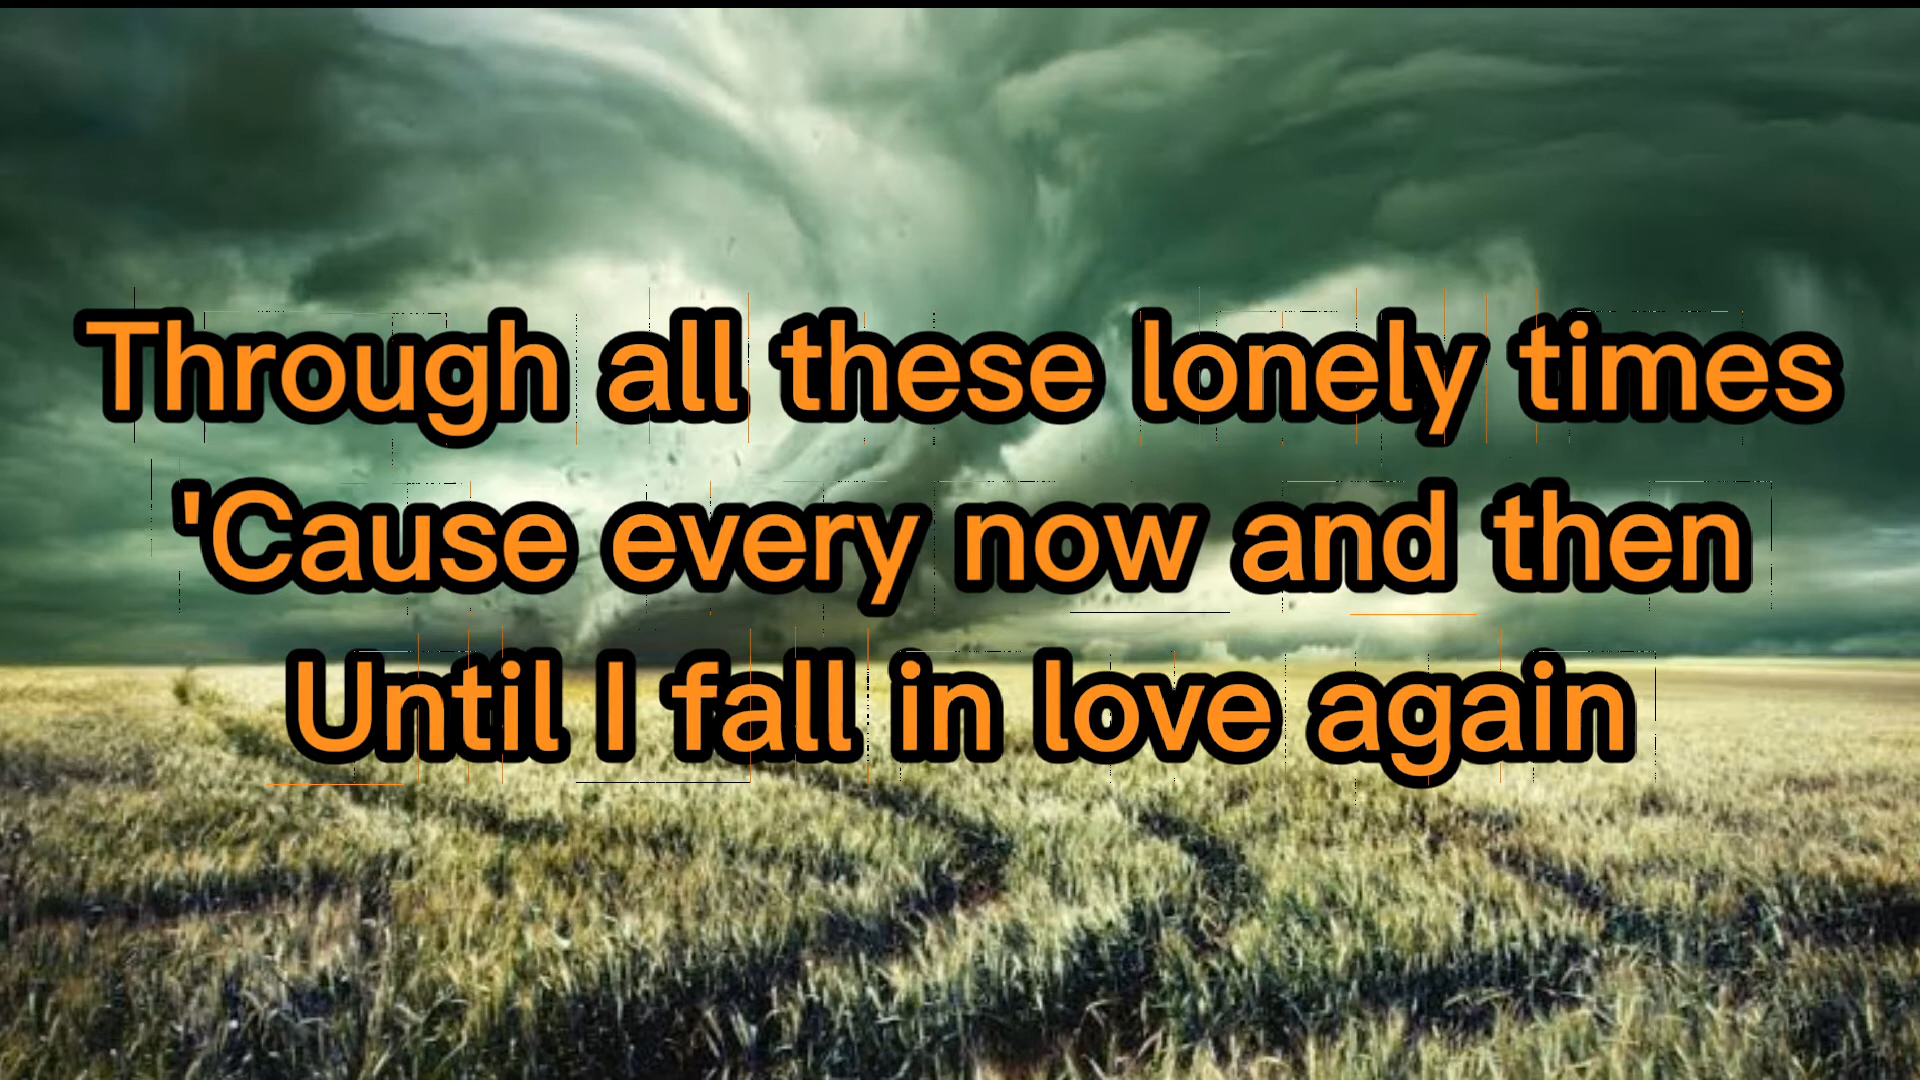 Through all these lonely times
'Cause every now and then
Until I fall in love again